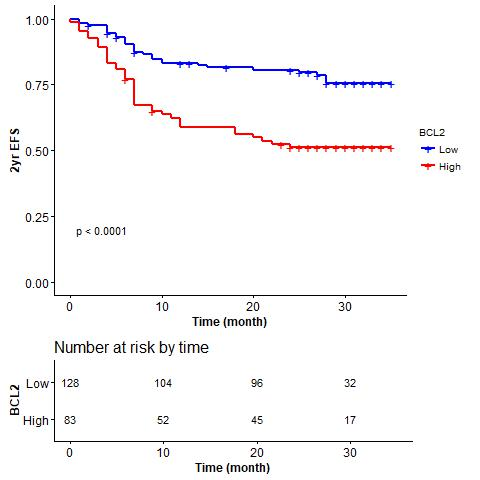 1.00
0.75
0.50
0.25
0.00
2yr EFS
p < 0.0001
0 10 20 30
Time (month)
BCL2
Low
High
Number at risk by time
BCL2
Low 128 104 96 32
High 83 52 45 17
0 10 20 30
Time (month)